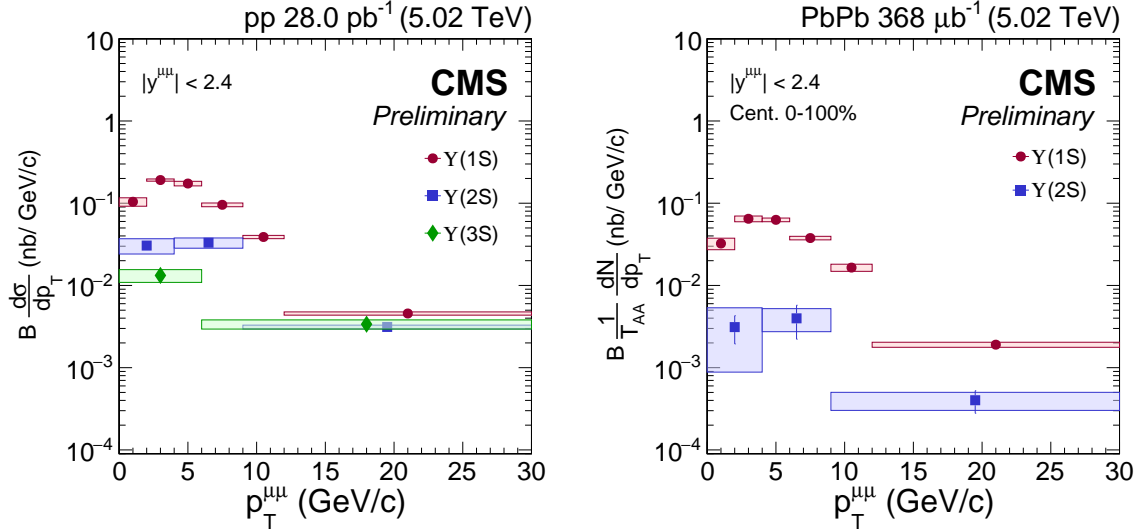 pp 28.0 pb⁻¹ (5.02 TeV)
|y^μμ| < 2.4
CMS
Preliminary
ϒ(1S)
ϒ(2S)
ϒ(3S)
B dσ/dp_T (nb/ GeV/c)
10
1
10⁻¹
10⁻²
10⁻³
10⁻⁴
0 5 10 15 20 25 30
p_T^μμ (GeV/c)
PbPb 368 μb⁻¹ (5.02 TeV)
|y^μμ| < 2.4
Cent. 0-100%
CMS
Preliminary
ϒ(1S)
ϒ(2S)
B 1/T_AA dN/dp_T (nb/ GeV/c)
10
1
10⁻¹
10⁻²
10⁻³
10⁻⁴
0 5 10 15 20 25 30
p_T^μμ (GeV/c)